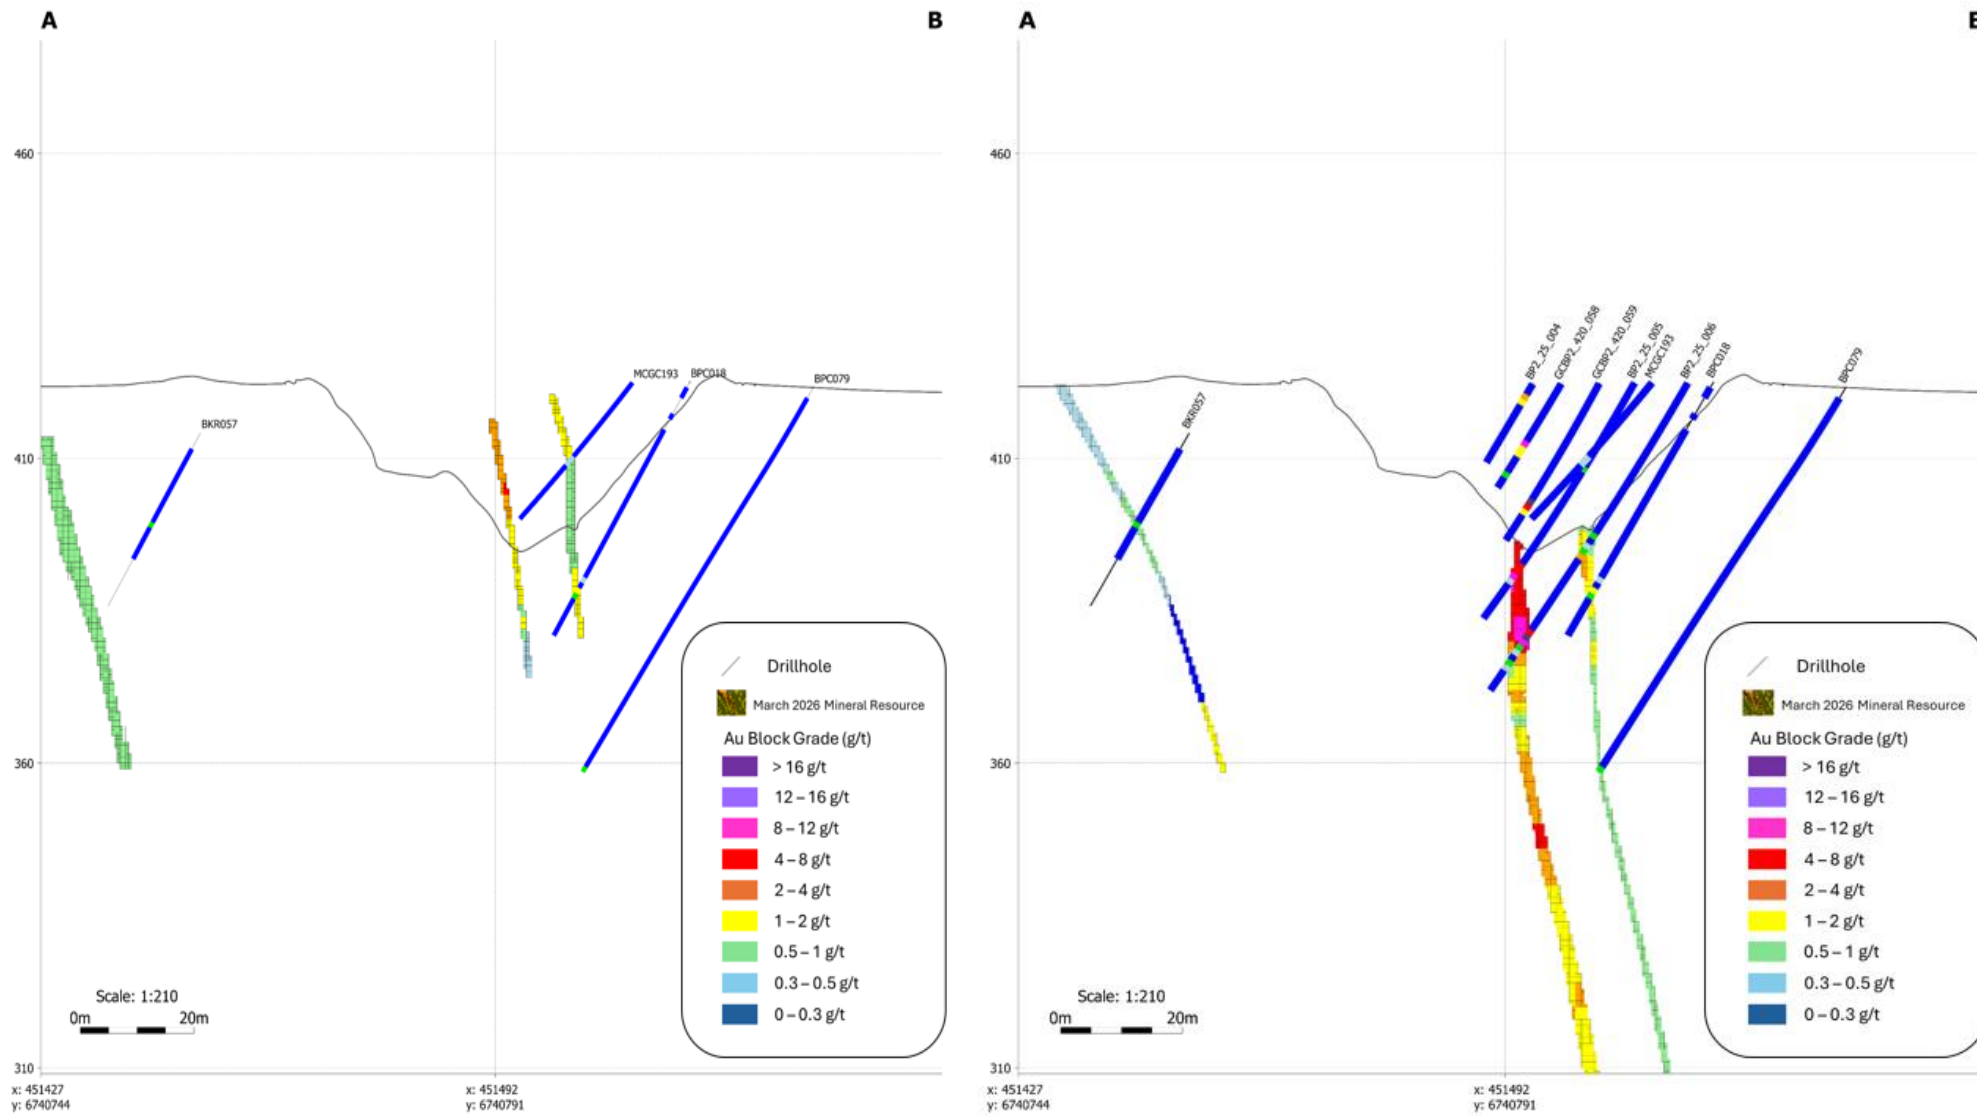 A
B
460
410
360
310
MCGC193
BPC018
BPC079
BKR057
Drillhole
March 2026 Mineral Resource
Au Block Grade (g/t)
> 16 g/t
12 – 16 g/t
8 – 12 g/t
4 – 8 g/t
2 – 4 g/t
1 – 2 g/t
0.5 – 1 g/t
0.3 – 0.5 g/t
0 – 0.3 g/t
Scale: 1:210
0m 20m
x: 451427
y: 6740744
x: 451492
y: 6740791
A
460
410
360
310
BKR057
BP2_25_004
GCBP2_420_058
GCBP2_420_059
BP2_25_005
MCGC193
BP2_25_006
BPC018
BPC079
Drillhole
March 2026 Mineral Resource
Au Block Grade (g/t)
> 16 g/t
12 – 16 g/t
8 – 12 g/t
4 – 8 g/t
2 – 4 g/t
1 – 2 g/t
0.5 – 1 g/t
0.3 – 0.5 g/t
0 – 0.3 g/t
Scale: 1:210
0m 20m
x: 451427
y: 6740744
x: 451492
y: 6740791